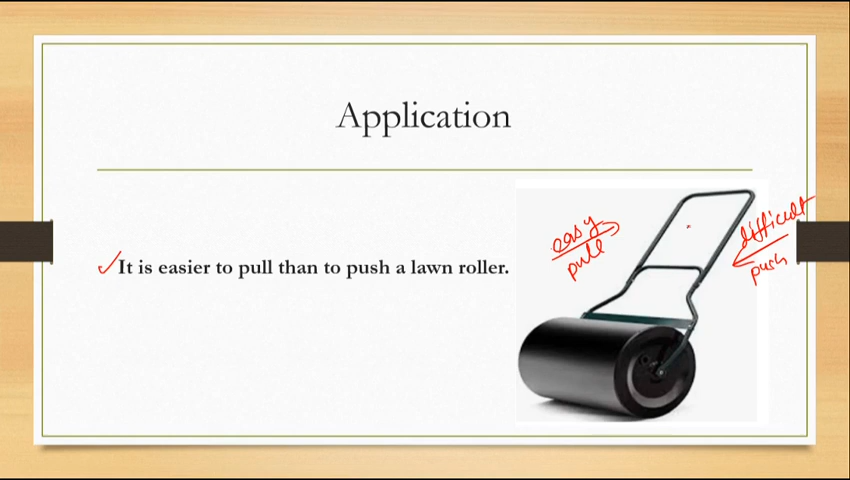 Application
It is easier to pull than to push a lawn roller.
easy
pull
difficult
push